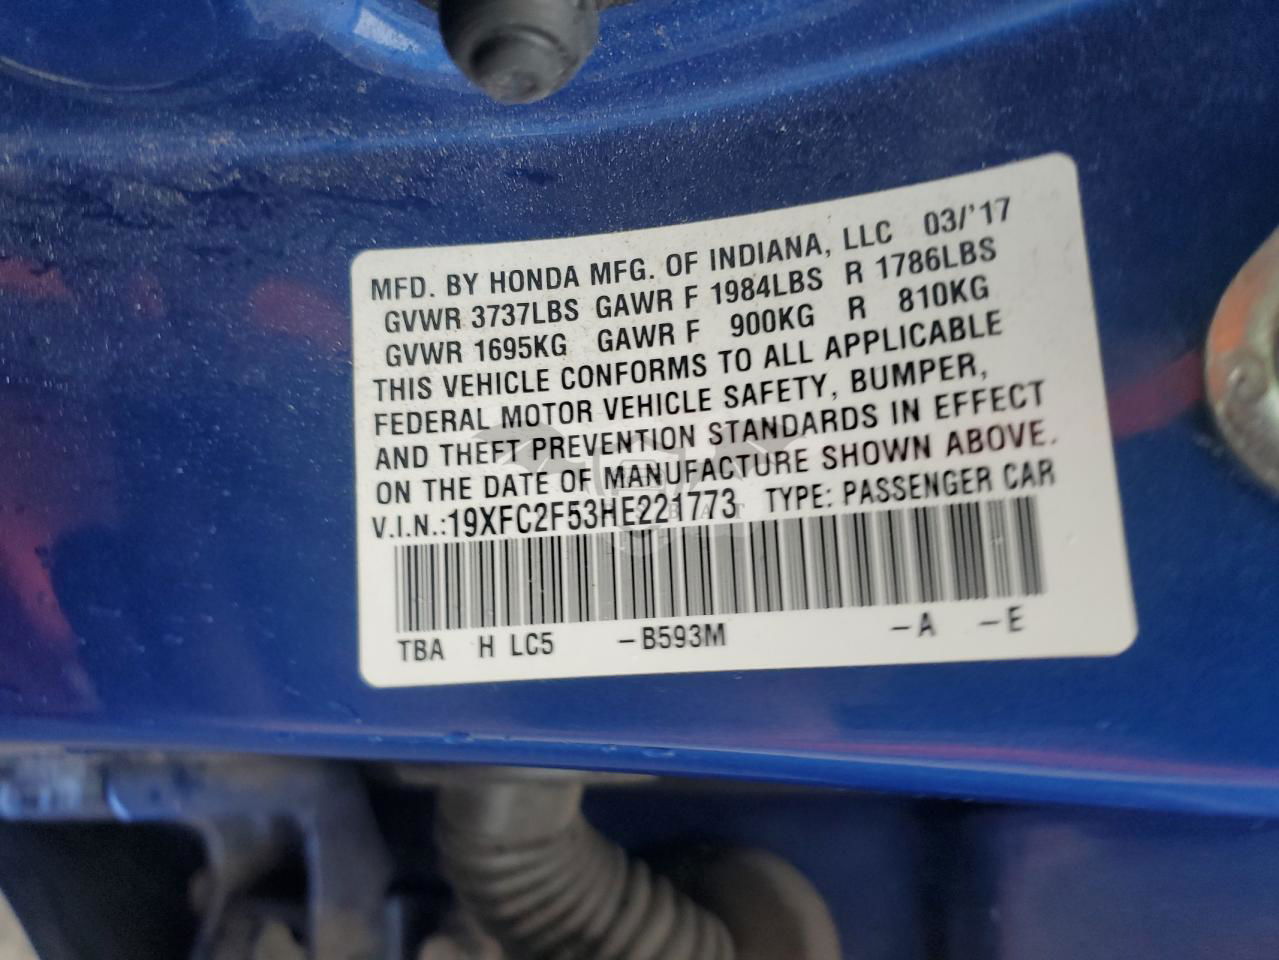 MFD. BY HONDA MFG. OF INDIANA, LLC 03/'17
GVWR 3737LBS GAWR F 1984LBS R 1786LBS
GVWR 1695KG GAWR F 900KG R 810KG
THIS VEHICLE CONFORMS TO ALL APPLICABLE
FEDERAL MOTOR VEHICLE SAFETY, BUMPER,
AND THEFT PREVENTION STANDARDS IN EFFECT
ON THE DATE OF MANUFACTURE SHOWN ABOVE.
V.I.N.:19XFC2F53HE221773 TYPE: PASSENGER CAR
TBA H LC5 -B593M -A -E